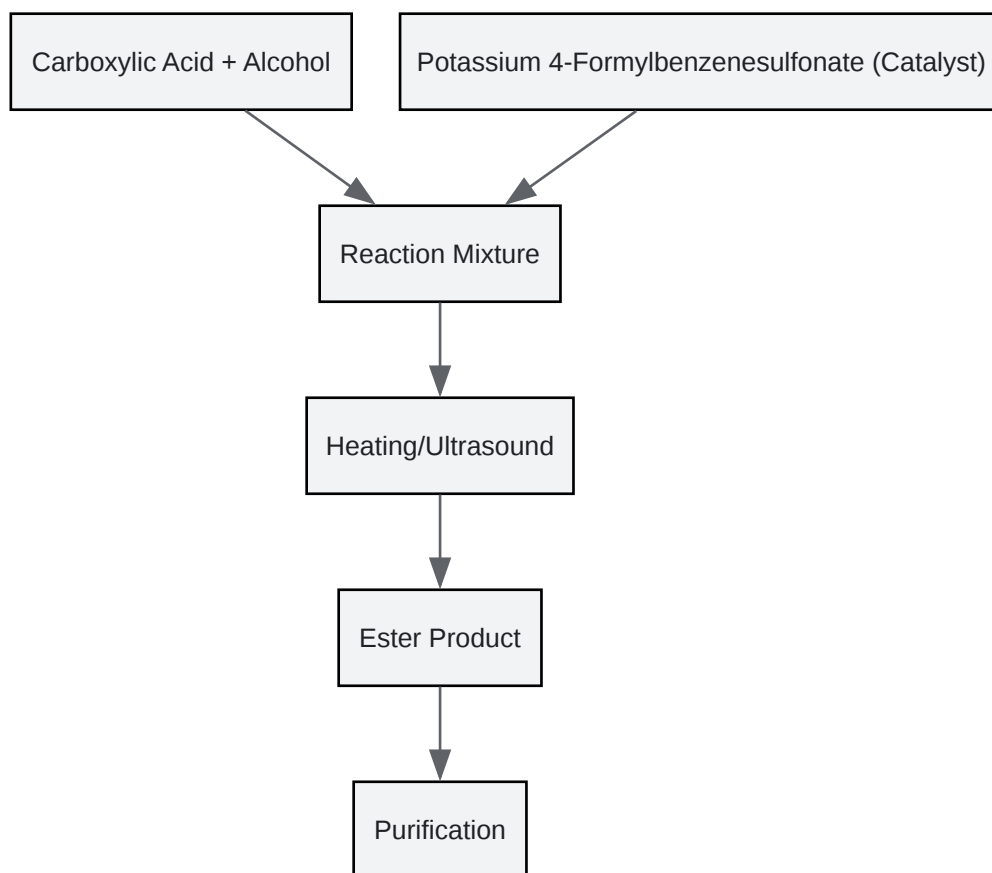 Carboxylic Acid + Alcohol
Potassium 4-Formylbenzenesulfonate (Catalyst)
Reaction Mixture
Heating/Ultrasound
Ester Product
Purification